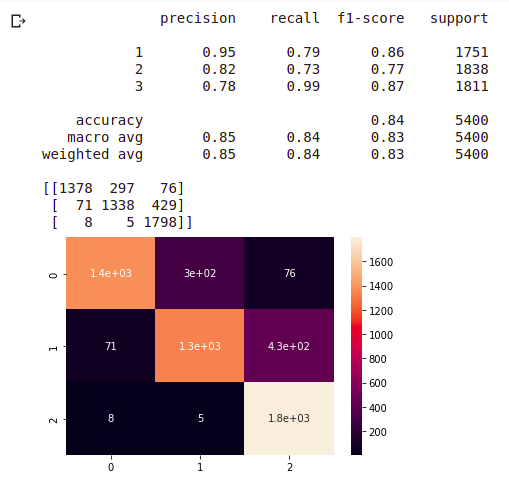 precision recall f1-score support
1 0.95 0.79 0.86 1751
2 0.82 0.73 0.77 1838
3 0.78 0.99 0.87 1811
accuracy 0.84 5400
macro avg 0.85 0.84 0.83 5400
weighted avg 0.85 0.84 0.83 5400
[[1378 297 76]
[ 71 1338 429]
[ 8 5 1798]]
0 1.4e+03 3e+02 76
1 71 1.3e+03 4.3e+02
2 8 5 1.8e+03
0 1 2
1600
1400
1200
1000
800
600
400
200